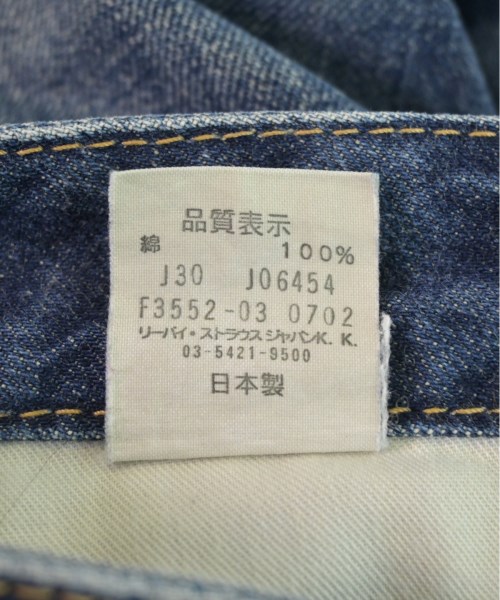 品質表示
綿 100%
J30 J06454
F3552-03 0702
リーバイ・ストラウス ジャパンK. K.
03-5421-9500
日本製